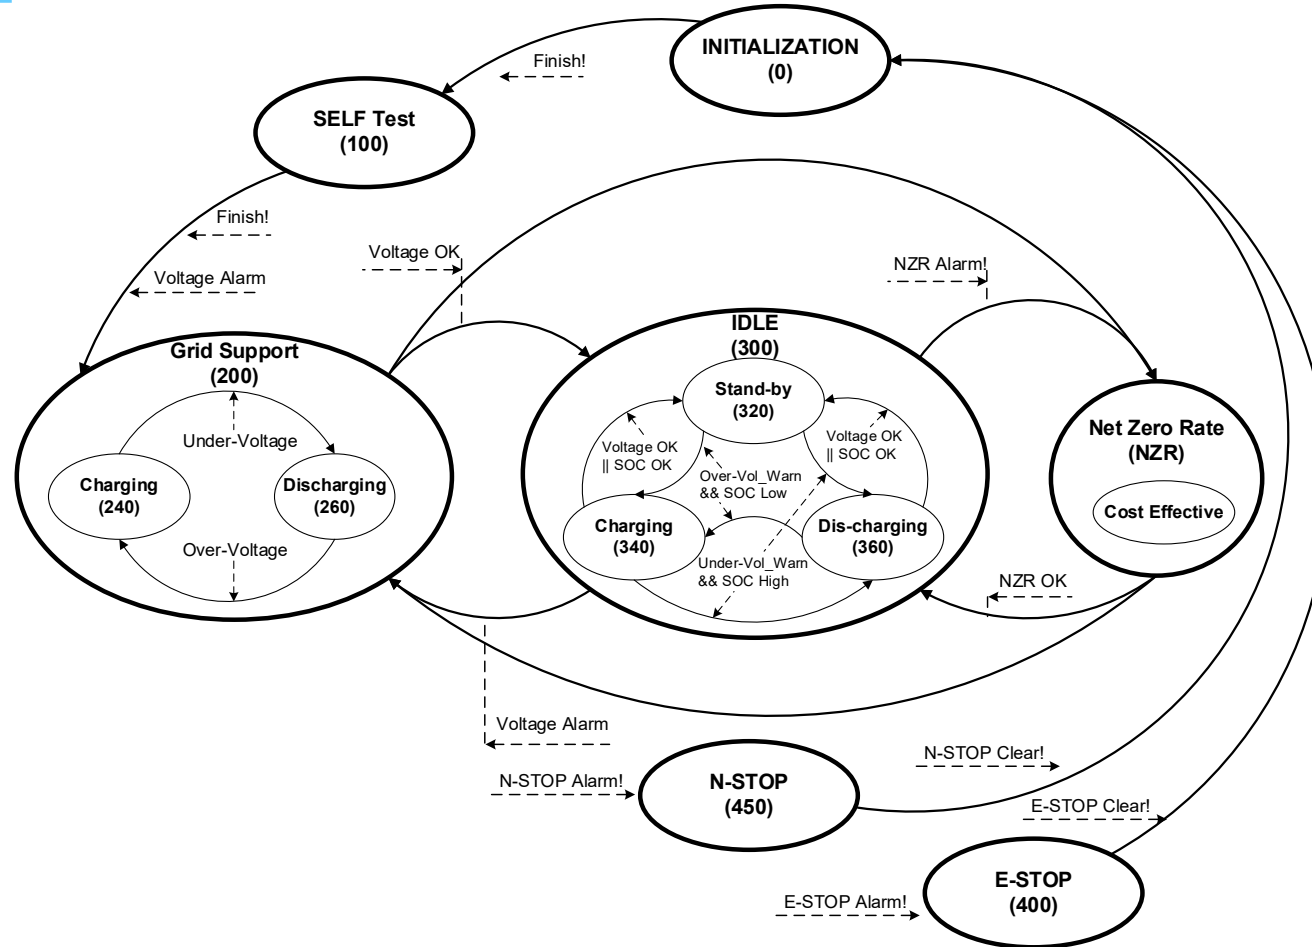 INITIALIZATION
(0)
Finish!
SELF Test
(100)
Finish!
Voltage Alarm
Voltage OK
NZR Alarm!
Grid Support
(200)
Under-Voltage
Charging
(240)
Discharging
(260)
Over-Voltage
IDLE
(300)
Stand-by
(320)
Voltage OK
|| SOC OK
Voltage OK
|| SOC OK
Over-Vol_Warn
&& SOC Low
Charging
(340)
Dis-charging
(360)
Under-Vol_Warn
&& SOC High
Net Zero Rate
(NZR)
Cost Effective
NZR OK
Voltage Alarm
N-STOP Alarm!
N-STOP
(450)
N-STOP Clear!
E-STOP Clear!
E-STOP
(400)
E-STOP Alarm!